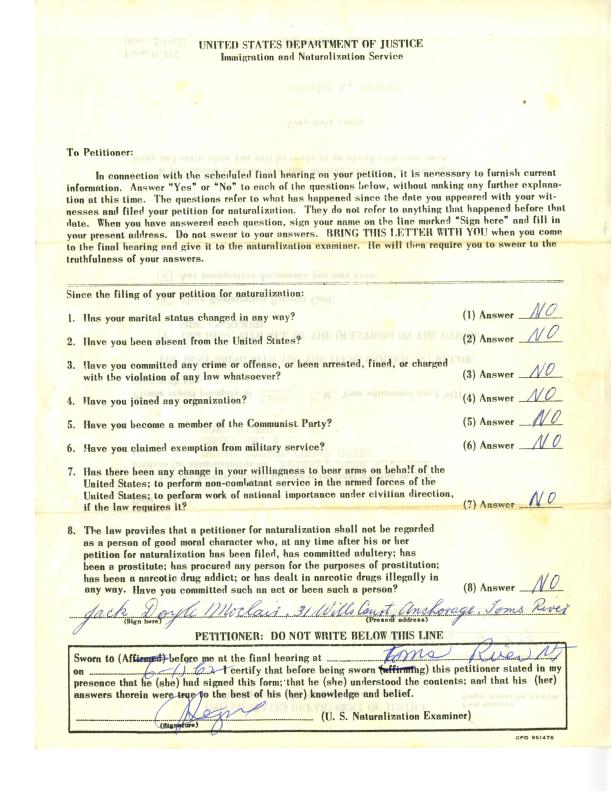 UNITED STATES DEPARTMENT OF JUSTICE
Immigration and Naturalization Service
To Petitioner:
In connection with the scheduled final hearing on your petition, it is necessary to furnish current
information. Answer "Yes" or "No" to each of the questions below, without making any further explana-
tion at this time. The questions refer to what has happened since the date you appeared with your wit-
nesses and filed your petition for naturalization. They do not refer to anything that happened before that
date. When you have answered each question, sign your name on the line marked "Sign here" and fill in
your present address. Do not swear to your answers. BRING THIS LETTER WITH YOU when you come
to the final hearing and give it to the naturalization examiner. He will then require you to swear to the
truthfulness of your answers.
Since the filing of your petition for naturalization:
1. Has your marital status changed in any way? (1) Answer NO
2. Have you been absent from the United States? (2) Answer NO
3. Have you committed any crime or offense, or been arrested, fined, or charged
with the violation of any law whatsoever? (3) Answer NO
4. Have you joined any organization? (4) Answer NO
5. Have you become a member of the Communist Party? (5) Answer NO
6. Have you claimed exemption from military service? (6) Answer NO
7. Has there been any change in your willingness to bear arms on behalf of the
United States; to perform non-combatant service in the armed forces of the
United States; to perform work of national importance under civilian direction,
if the law requires it? (7) Answer NO
8. The law provides that a petitioner for naturalization shall not be regarded
as a person of good moral character who, at any time after his or her
petition for naturalization has been filed, has committed adultery; has
been a prostitute; has procured any person for the purposes of prostitution;
has been a narcotic drug addict; or has dealt in narcotic drugs illegally in
any way. Have you committed such an act or been such a person? (8) Answer NO
Jack Doyle 31 Wills Court, Anchorage, Toms River
(Sign here) (Present address)
PETITIONER: DO NOT WRITE BELOW THIS LINE
Sworn to (Affirmed) before me at the final hearing at Toms River NJ
on 6-1-62 I certify that before being sworn (affirming) this petitioner stated in my
presence that he (she) had signed this form; that he (she) understood the contents; and that his (her)
answers therein were true to the best of his (her) knowledge and belief.
(U. S. Naturalization Examiner)
(Signature)
GPO 961476